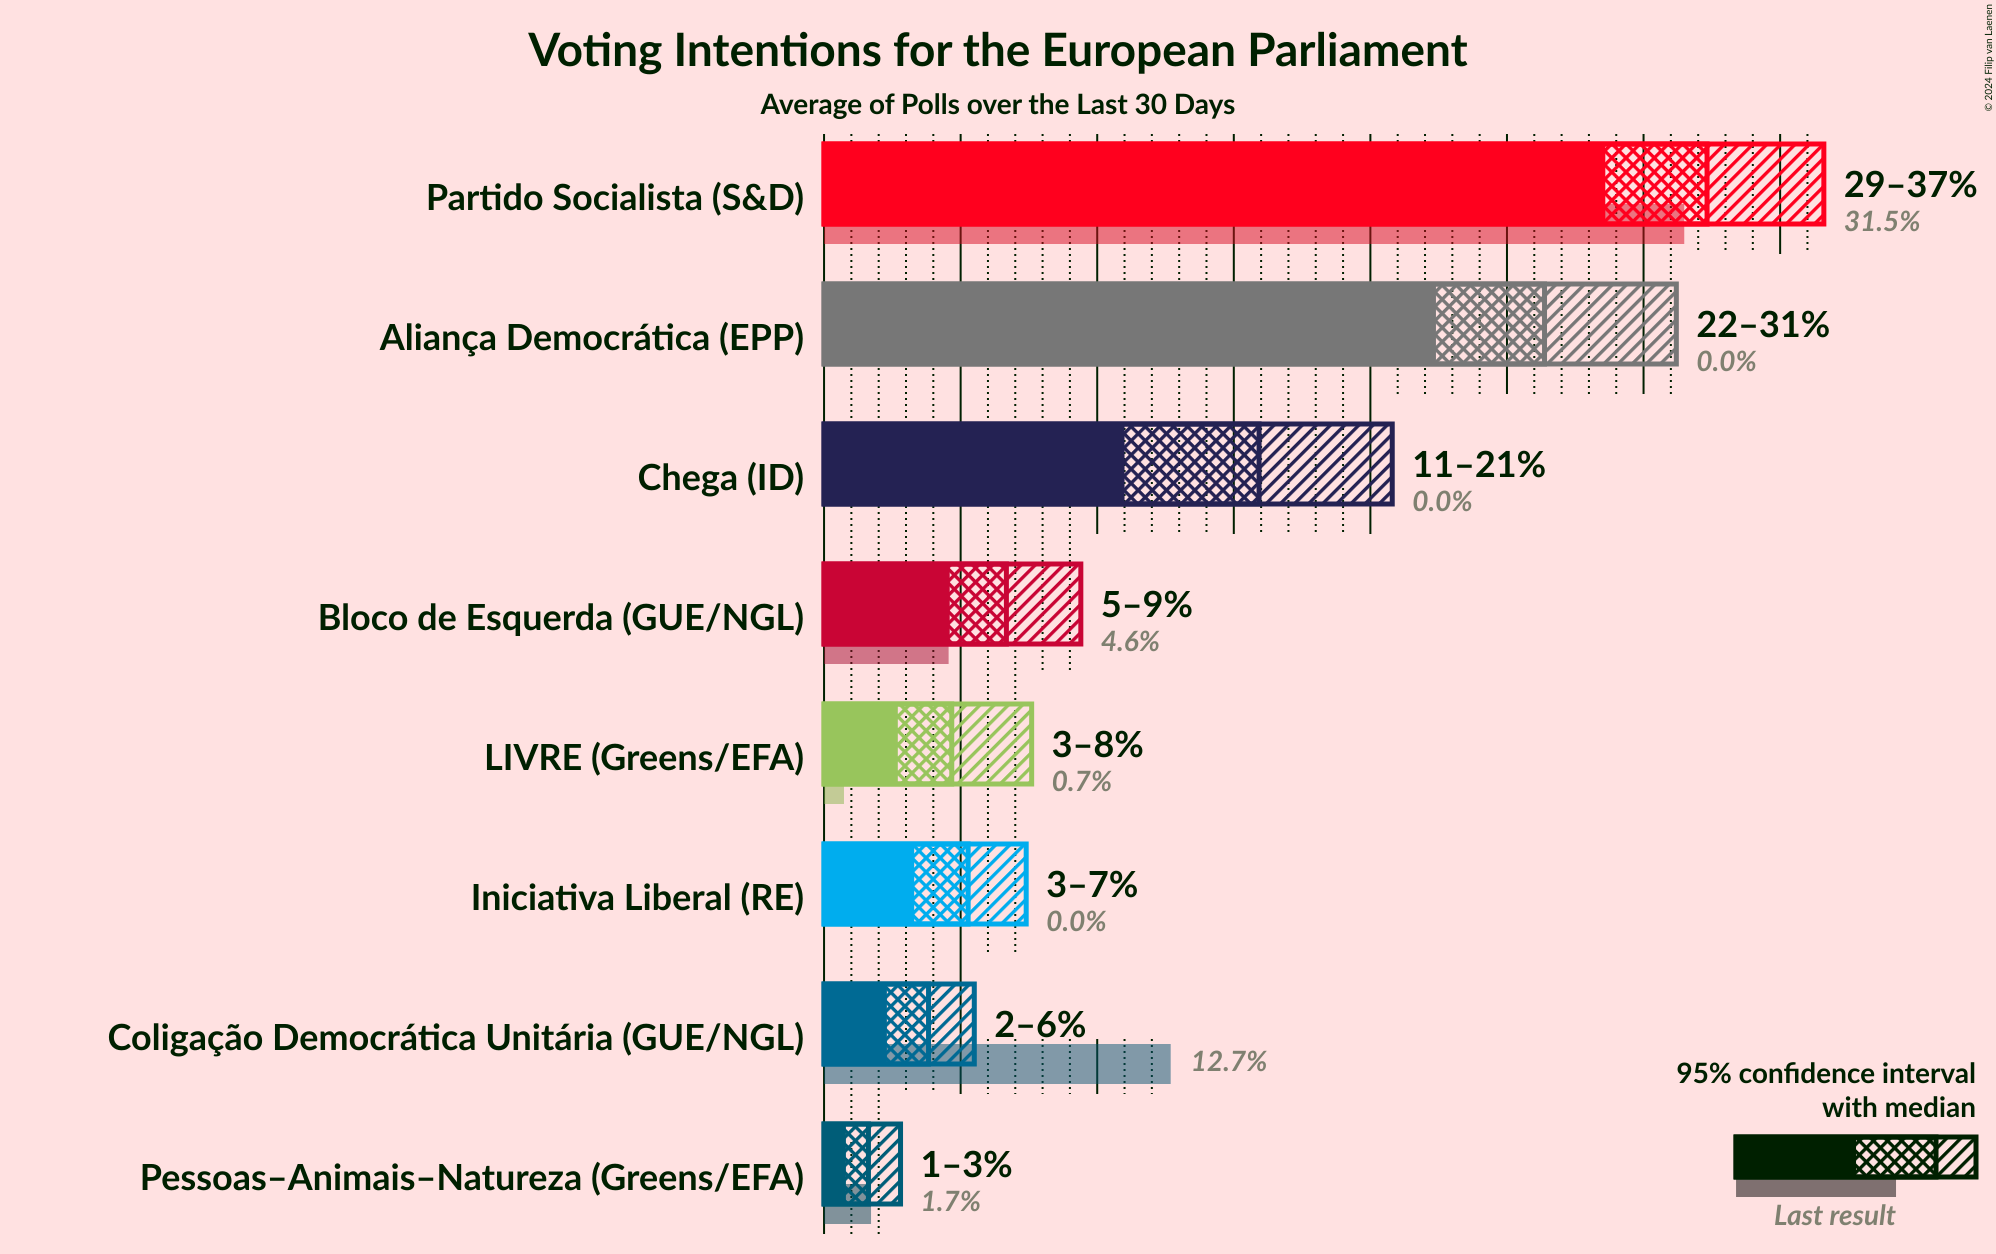 Voting Intentions for the European Parliament
Average of Polls over the Last 30 Days
© 2024 Filip van Laenen
Partido Socialista (S&D)
29–37%
31.5%
Aliança Democrática (EPP)
22–31%
0.0%
Chega (ID)
11–21%
0.0%
Bloco de Esquerda (GUE/NGL)
5–9%
4.6%
LIVRE (Greens/EFA)
3–8%
0.7%
Iniciativa Liberal (RE)
3–7%
0.0%
Coligação Democrática Unitária (GUE/NGL)
2–6%
12.7%
Pessoas–Animais–Natureza (Greens/EFA)
1–3%
1.7%
95% confidence interval
with median
Last result